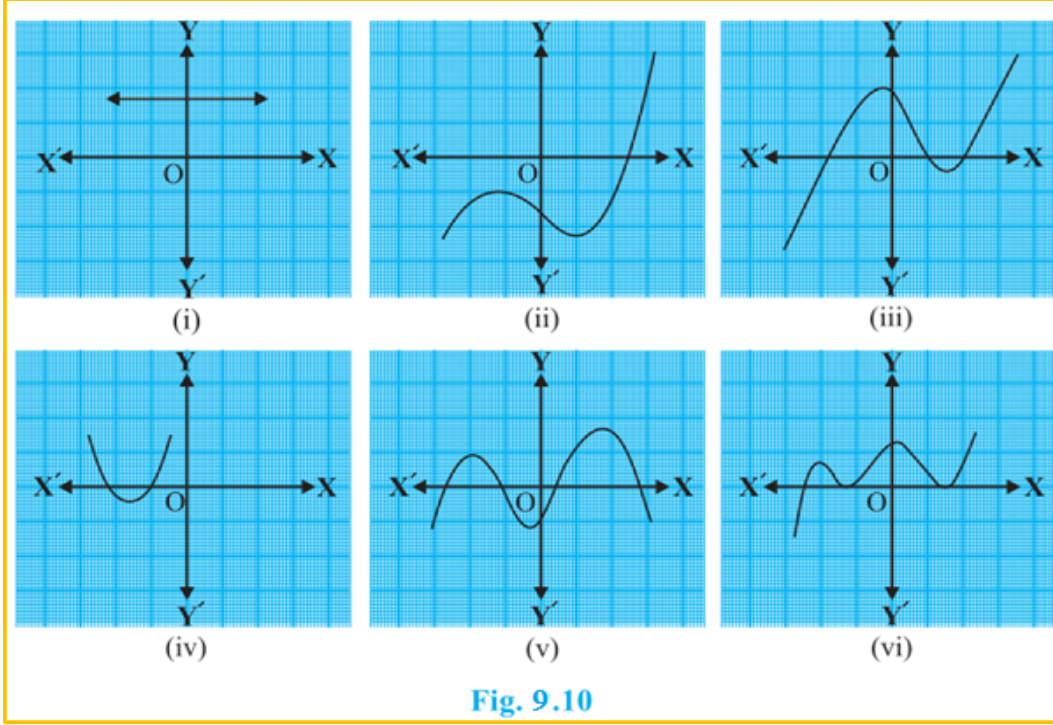 Y Y Y
X′ O X X′ O X X′ O X
Y′ Y′ Y′
(i) (ii) (iii)
Y Y Y
X′ O X X′ O X X′ O X
Y′ Y′ Y′
(iv) (v) (vi)
Fig. 9.10